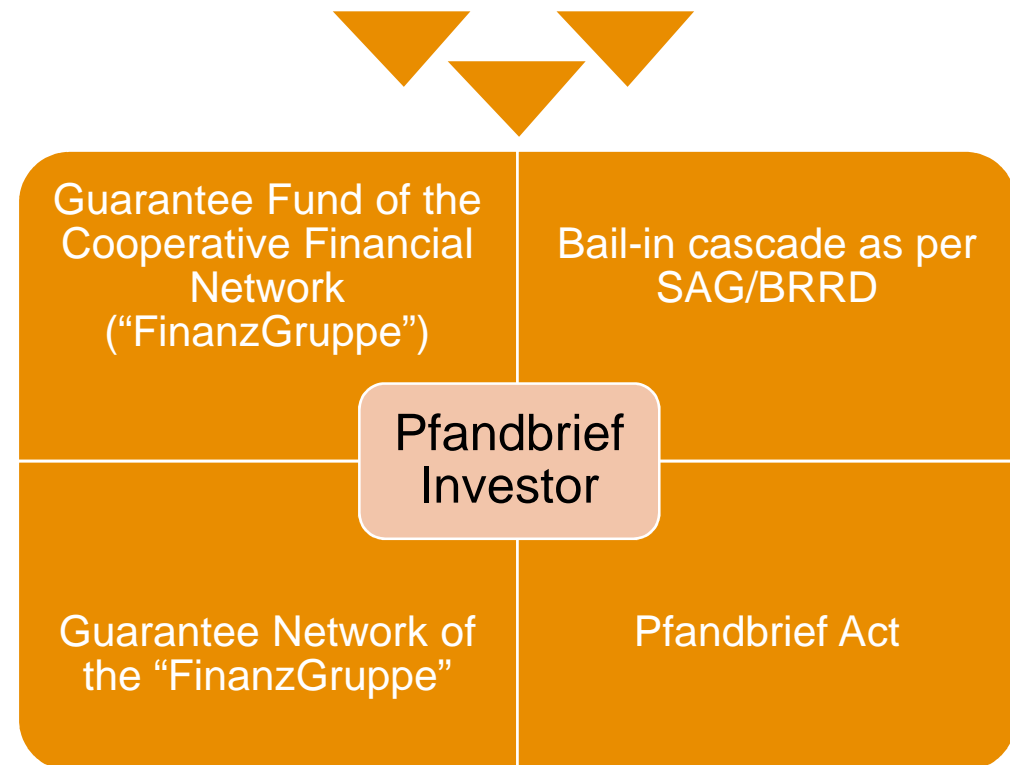 Guarantee Fund of the
Cooperative Financial
Network
(“FinanzGruppe”)
Bail-in cascade as per
SAG/BRRD
Pfandbrief
Investor
Guarantee Network of
the “FinanzGruppe”
Pfandbrief Act